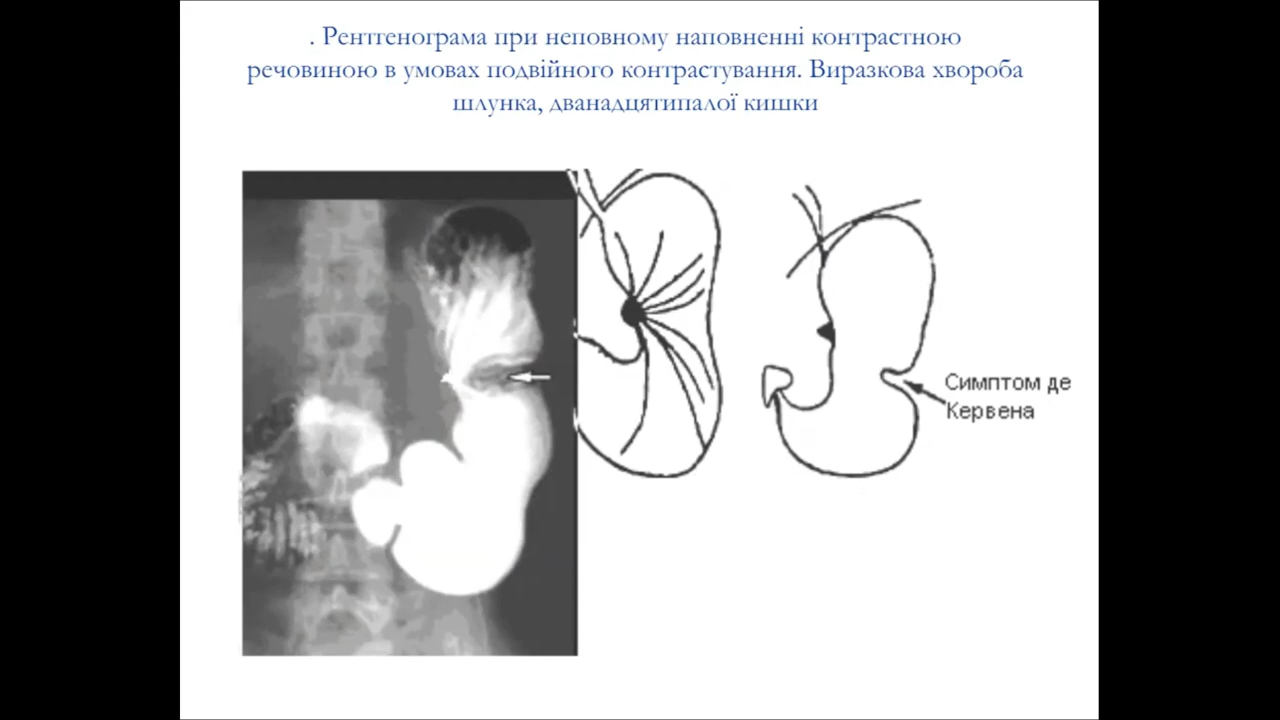 . Рентгенограма при неповному наповненні контрастною
речовиною в умовах подвійного контрастування. Виразкова хвороба
шлунка, дванадцятипалої кишки
Симптом де
Кервена